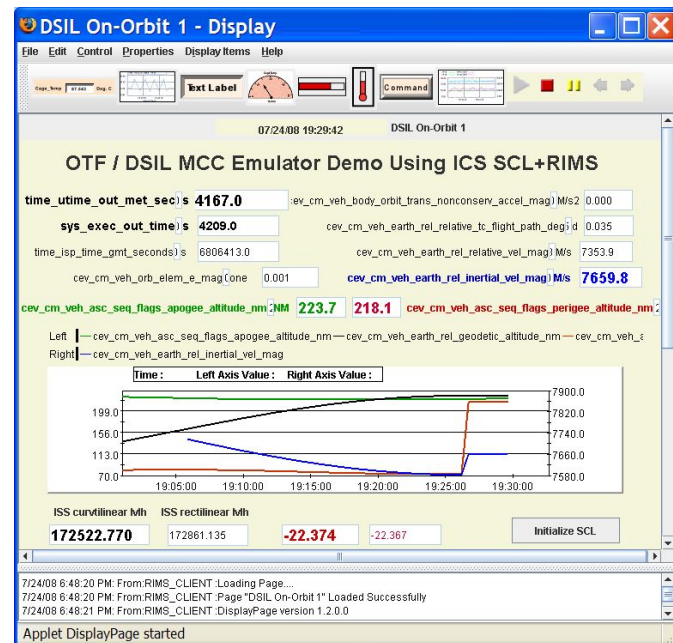 DSIL On-Orbit 1 - Display
File Edit Control Properties Display Items Help
Text Label Command
07/24/08 19:29:42 DSIL On-Orbit 1
OTF / DSIL MCC Emulator Demo Using ICS SCL+RIMS
time_utime_out_met_sec s 4167.0 cev_cm_veh_body_orbit_trans_nonconserv_accel_mag M/s2 0.000
sys_exec_out_time s 4209.0 cev_cm_veh_earth_rel_relative_tc_flight_path_deg d 0.035
time_isp_time_gmt_seconds s 6806413.0 cev_cm_veh_earth_rel_relative_vel_mag M/s 7353.9
cev_cm_veh_orb_elem_e_mag one 0.001 cev_cm_veh_earth_rel_inertial_vel_mag M/s 7659.8
cev_cm_veh_asc_seq_flags_apogee_altitude_nm NM 223.7 218.1 cev_cm_veh_asc_seq_flags_perigee_altitude_nm
Left cev_cm_veh_asc_seq_flags_apogee_altitude_nm cev_cm_veh_earth_rel_geodetic_altitude_nm cev_cm_veh_a
Right cev_cm_veh_earth_rel_inertial_vel_mag
Time : Left Axis Value : Right Axis Value :
7900.0
199.0 7820.0
156.0 7740.0
113.0 7660.0
70.0 7580.0
19:05:00 19:10:00 19:15:00 19:20:00 19:25:00 19:30:00
ISS curvtilinear M/h ISS rectilinear M/h
172522.770 172861.135 -22.374 -22.367 Initialize SCL
7/24/08 6:48:20 PM: From:RIMS_CLIENT :Loading Page....
7/24/08 6:48:20 PM: From:RIMS_CLIENT :Page "DSIL On-Orbit 1" Loaded Successfully
7/24/08 6:48:21 PM: From:RIMS_CLIENT :DisplayPage version 1.2.0.0
Applet DisplayPage started